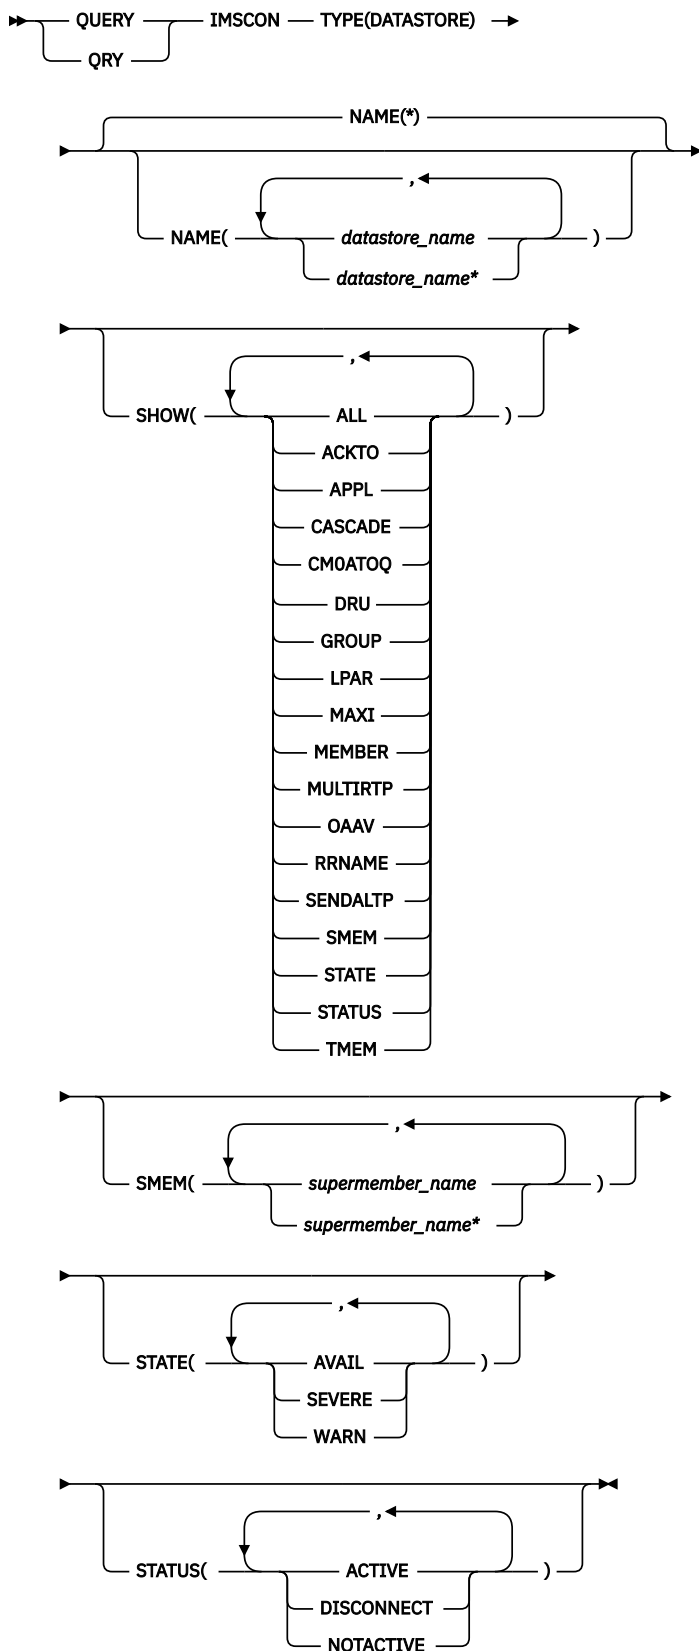 QUERY IMSCON TYPE(DATASTORE)
QRY
NAME(*)
,
NAME( datastore_name )
datastore_name*
,
SHOW( ALL )
ACKTO
APPL
CASCADE
CM0ATOQ
DRU
GROUP
LPAR
MAXI
MEMBER
MULTIRTP
OAAV
RRNAME
SENDALTP
SMEM
STATE
STATUS
TMEM
,
SMEM( supermember_name )
supermember_name*
,
STATE( AVAIL )
SEVERE
WARN
,
STATUS( ACTIVE )
DISCONNECT
NOTACTIVE